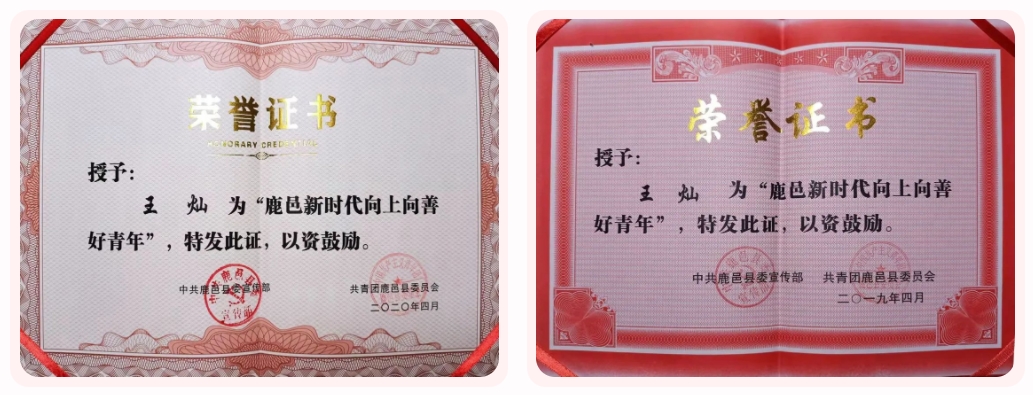 荣誉证书
HONORARY CREDENTIAL
授予：
王 灿 为“鹿邑新时代向上向善
好青年”，特发此证，以资鼓励。
中共鹿邑县委宣传部 共青团鹿邑县委员会
二〇二〇年四月
荣誉证书
授予：
王 灿 为“鹿邑新时代向上向善
好青年”，特发此证，以资鼓励。
中共鹿邑县委宣传部 共青团鹿邑县委员会
二〇一九年四月